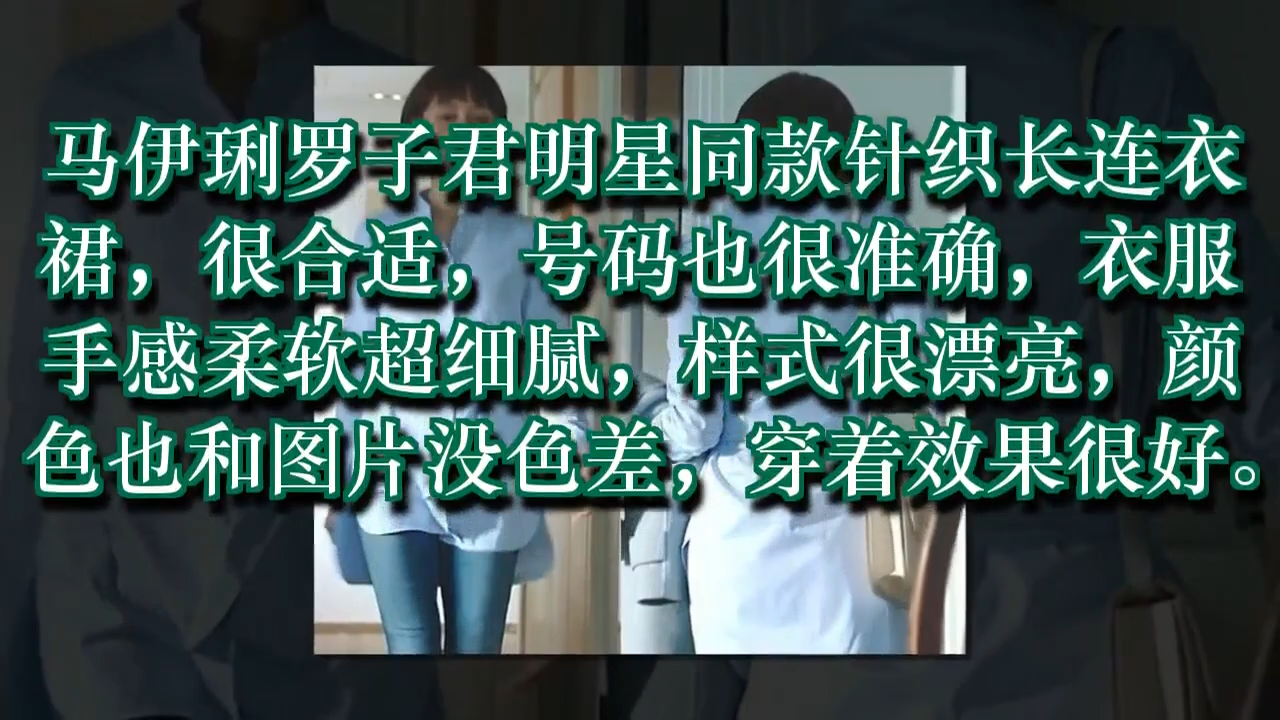 马伊琍罗子君明星同款针织长连衣
裙，很合适，号码也很准确，衣服
手感柔软超细腻，样式很漂亮，颜
色也和图片没色差，穿着效果很好。